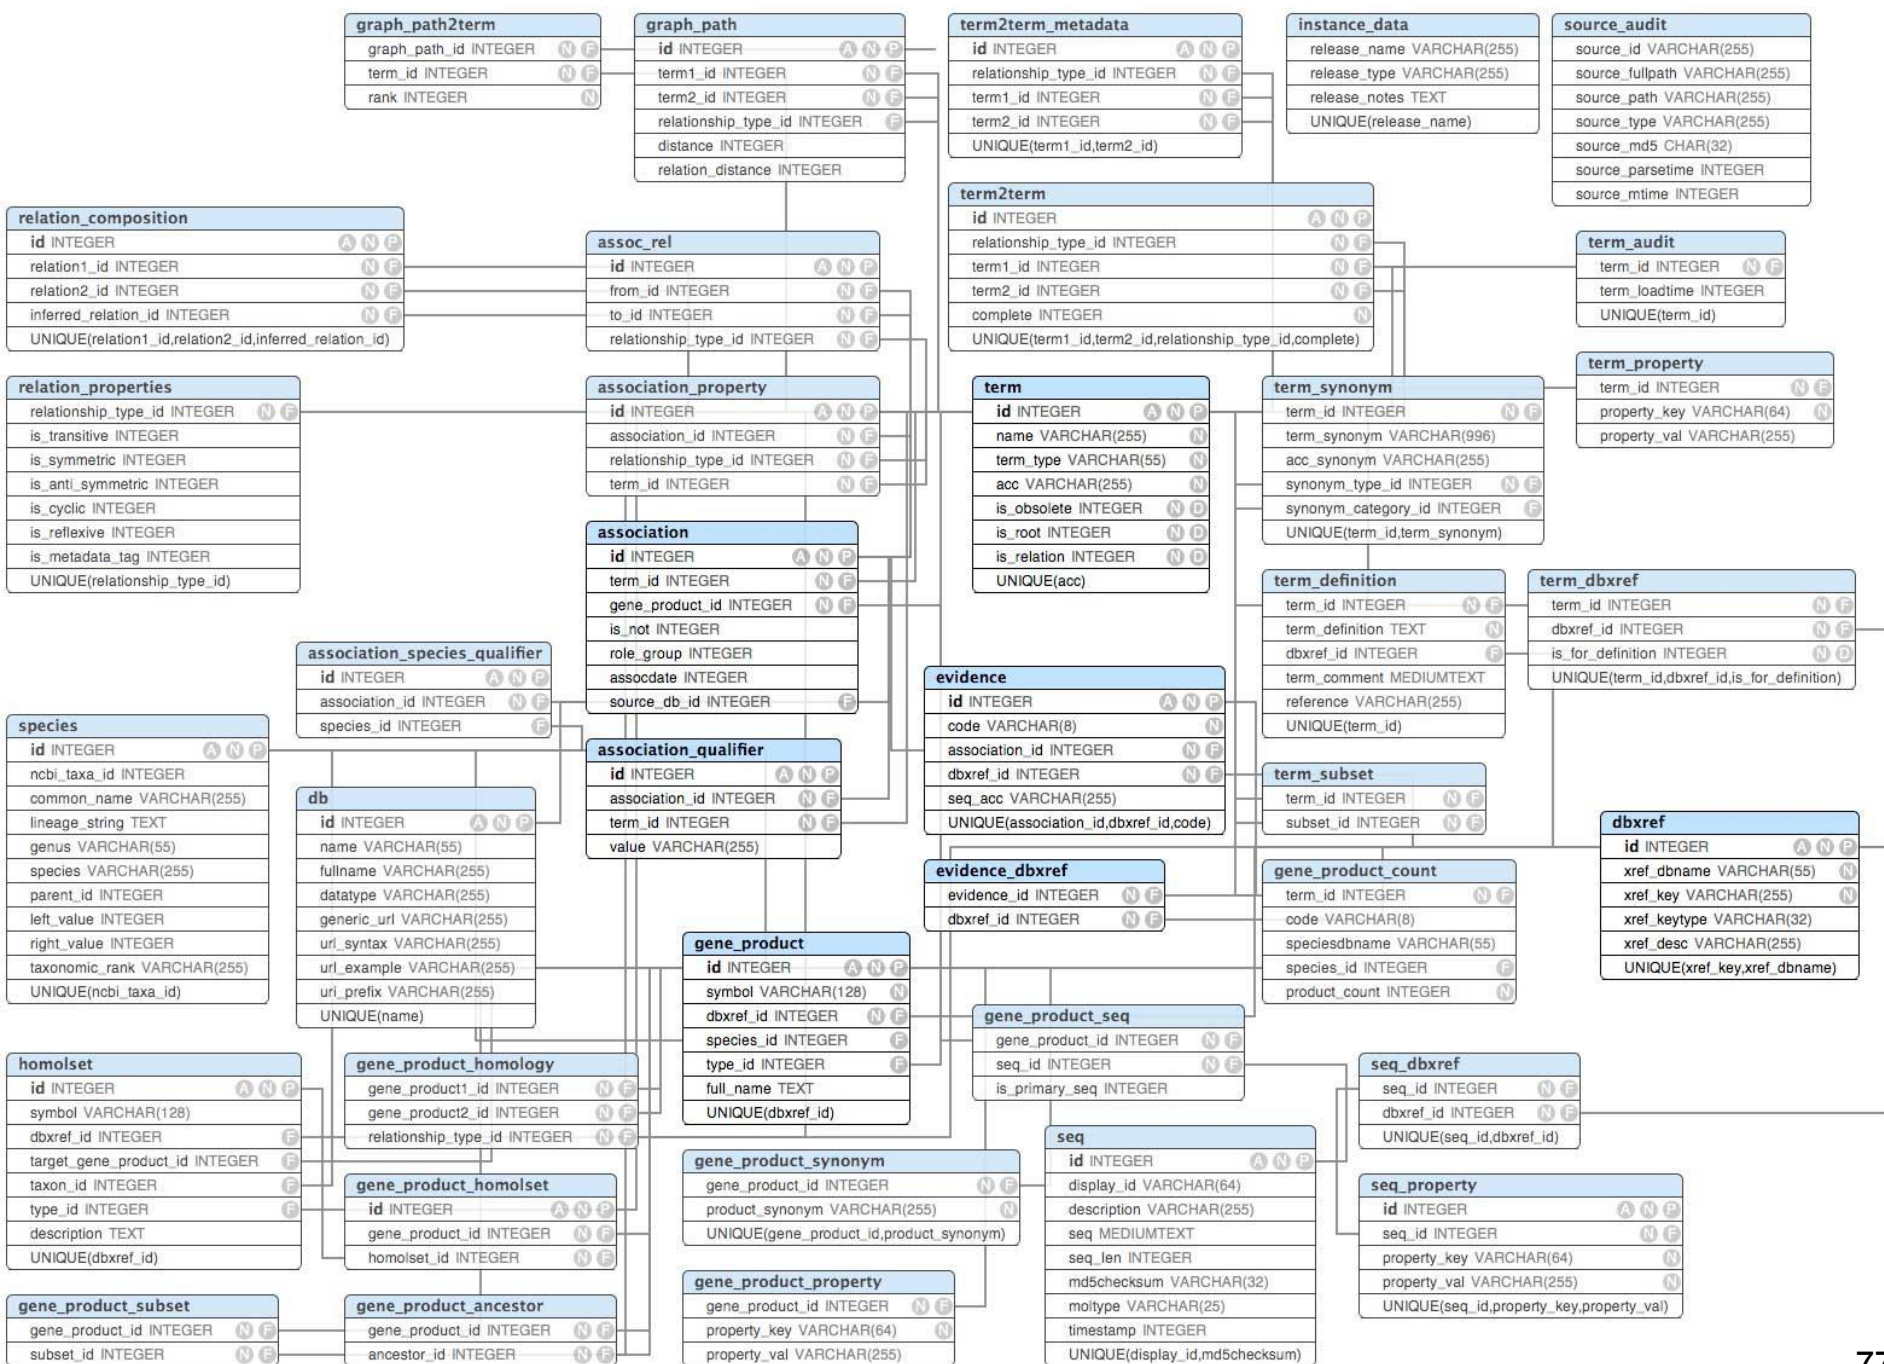 graph_path2term
graph_path_id INTEGER N F
term_id INTEGER N F
rank INTEGER N
graph_path
id INTEGER A N P
term1_id INTEGER N F
term2_id INTEGER N F
relationship_type_id INTEGER F
distance INTEGER
relation_distance INTEGER
term2term_metadata
id INTEGER A N P
relationship_type_id INTEGER N F
term1_id INTEGER N F
term2_id INTEGER N F
UNIQUE(term1_id,term2_id)
instance_data
release_name VARCHAR(255)
release_type VARCHAR(255)
release_notes TEXT
UNIQUE(release_name)
source_audit
source_id VARCHAR(255)
source_fullpath VARCHAR(255)
source_path VARCHAR(255)
source_type VARCHAR(255)
source_md5 CHAR(32)
source_parsetime INTEGER
source_mtime INTEGER
relation_composition
id INTEGER A N P
relation1_id INTEGER N F
relation2_id INTEGER N F
inferred_relation_id INTEGER N F
UNIQUE(relation1_id,relation2_id,inferred_relation_id)
assoc_rel
id INTEGER A N P
from_id INTEGER N F
to_id INTEGER N F
relationship_type_id INTEGER N F
term2term
id INTEGER A N P
relationship_type_id INTEGER N F
term1_id INTEGER N F
term2_id INTEGER N F
complete INTEGER N
UNIQUE(term1_id,term2_id,relationship_type_id,complete)
term_audit
term_id INTEGER N F
term_loadtime INTEGER
UNIQUE(term_id)
term_property
term_id INTEGER N F
property_key VARCHAR(64) N
property_val VARCHAR(255)
relation_properties
relationship_type_id INTEGER N F
is_transitive INTEGER
is_symmetric INTEGER
is_anti_symmetric INTEGER
is_cyclic INTEGER
is_reflexive INTEGER
is_metadata_tag INTEGER
UNIQUE(relationship_type_id)
association_property
id INTEGER A N P
association_id INTEGER N F
relationship_type_id INTEGER N F
term_id INTEGER N F
term
id INTEGER A N P
name VARCHAR(255) N
term_type VARCHAR(55) N
acc VARCHAR(255) N
is_obsolete INTEGER N D
is_root INTEGER N D
is_relation INTEGER N D
UNIQUE(acc)
term_synonym
term_id INTEGER N F
term_synonym VARCHAR(996)
acc_synonym VARCHAR(255)
synonym_type_id INTEGER N F
synonym_category_id INTEGER F
UNIQUE(term_id,term_synonym)
association
id INTEGER A N P
term_id INTEGER N F
gene_product_id INTEGER N F
is_not INTEGER
role_group INTEGER
assocdate INTEGER
source_db_id INTEGER F
term_definition
term_id INTEGER N F
term_definition TEXT N
dbxref_id INTEGER F
term_comment MEDIUMTEXT
reference VARCHAR(255)
UNIQUE(term_id)
term_dbxref
term_id INTEGER N F
dbxref_id INTEGER N F
is_for_definition INTEGER N D
UNIQUE(term_id,dbxref_id,is_for_definition)
association_species_qualifier
id INTEGER A N P
association_id INTEGER N F
species_id INTEGER F
evidence
id INTEGER A N P
code VARCHAR(8) N
association_id INTEGER N F
dbxref_id INTEGER N F
seq_acc VARCHAR(255)
UNIQUE(association_id,dbxref_id,code)
species
id INTEGER A N P
ncbi_taxa_id INTEGER
common_name VARCHAR(255)
lineage_string TEXT
genus VARCHAR(55)
species VARCHAR(255)
parent_id INTEGER
left_value INTEGER
right_value INTEGER
taxonomic_rank VARCHAR(255)
UNIQUE(ncbi_taxa_id)
association_qualifier
id INTEGER A N P
association_id INTEGER N F
term_id INTEGER N F
value VARCHAR(255)
term_subset
term_id INTEGER N F
subset_id INTEGER N F
db
id INTEGER A N P
name VARCHAR(55)
fullname VARCHAR(255)
datatype VARCHAR(255)
generic_url VARCHAR(255)
url_syntax VARCHAR(255)
url_example VARCHAR(255)
uri_prefix VARCHAR(255)
UNIQUE(name)
dbxref
id INTEGER A N P
xref_dbname VARCHAR(55) N
xref_key VARCHAR(255) N
xref_keytype VARCHAR(32)
xref_desc VARCHAR(255)
UNIQUE(xref_key,xref_dbname)
evidence_dbxref
evidence_id INTEGER N F
dbxref_id INTEGER N F
gene_product_count
term_id INTEGER N F
code VARCHAR(8)
speciesdbname VARCHAR(55)
species_id INTEGER F
product_count INTEGER N
gene_product
id INTEGER A N P
symbol VARCHAR(128) N
dbxref_id INTEGER N F
species_id INTEGER F
type_id INTEGER F
full_name TEXT
UNIQUE(dbxref_id)
gene_product_seq
gene_product_id INTEGER N F
seq_id INTEGER N F
is_primary_seq INTEGER
homolset
id INTEGER A N P
symbol VARCHAR(128)
dbxref_id INTEGER F
target_gene_product_id INTEGER F
taxon_id INTEGER F
type_id INTEGER F
description TEXT
UNIQUE(dbxref_id)
gene_product_homology
gene_product1_id INTEGER N F
gene_product2_id INTEGER N F
relationship_type_id INTEGER N F
seq_dbxref
seq_id INTEGER N F
dbxref_id INTEGER N F
UNIQUE(seq_id,dbxref_id)
seq
id INTEGER A N P
display_id VARCHAR(64)
description VARCHAR(255)
seq MEDIUMTEXT
seq_len INTEGER
md5checksum VARCHAR(32)
moltype VARCHAR(25)
timestamp INTEGER
UNIQUE(display_id,md5checksum)
gene_product_synonym
gene_product_id INTEGER N F
product_synonym VARCHAR(255) N
UNIQUE(gene_product_id,product_synonym)
gene_product_homolset
id INTEGER A N P
gene_product_id INTEGER N F
homolset_id INTEGER N F
seq_property
id INTEGER A N P
seq_id INTEGER N F
property_key VARCHAR(64) N
property_val VARCHAR(255) N
UNIQUE(seq_id,property_key,property_val)
gene_product_property
gene_product_id INTEGER N F
property_key VARCHAR(64) N
property_val VARCHAR(255)
gene_product_subset
gene_product_id INTEGER N F
subset_id INTEGER N F
gene_product_ancestor
gene_product_id INTEGER N F
ancestor_id INTEGER N F